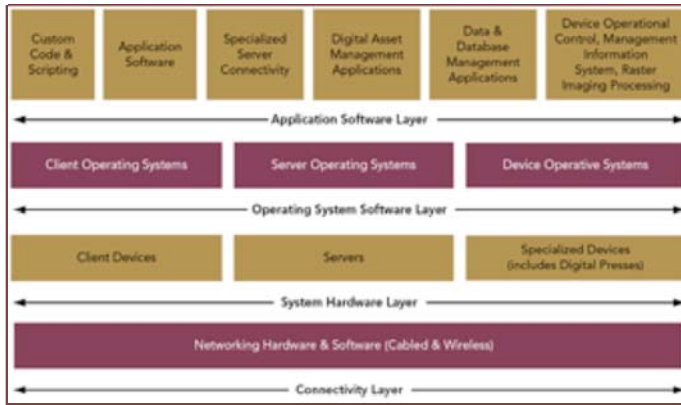 Custom
Code &
Scripting
Application
Software
Specialized
Server
Connectivity
Digital Asset
Management
Applications
Data &
Database
Management
Applications
Device Operational
Control, Management
Information
System, Raster
Imaging Processing
Application Software Layer
Client Operating Systems
Server Operating Systems
Device Operative Systems
Operating System Software Layer
Client Devices
Servers
Specialized Devices
(includes Digital Presses)
System Hardware Layer
Networking Hardware & Software (Cabled & Wireless)
Connectivity Layer